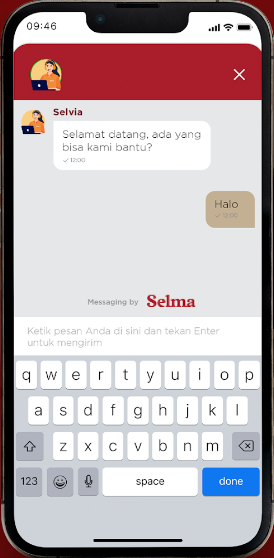 09:46
Selvia
Selamat datang, ada yang
bisa kami bantu?
12:00
Halo
12:00
Messaging by Selma
Ketik pesan Anda di sini dan tekan Enter
untuk mengirim
q w e r t y u i o p
a s d f g h j k l
z x c v b n m
123 space done